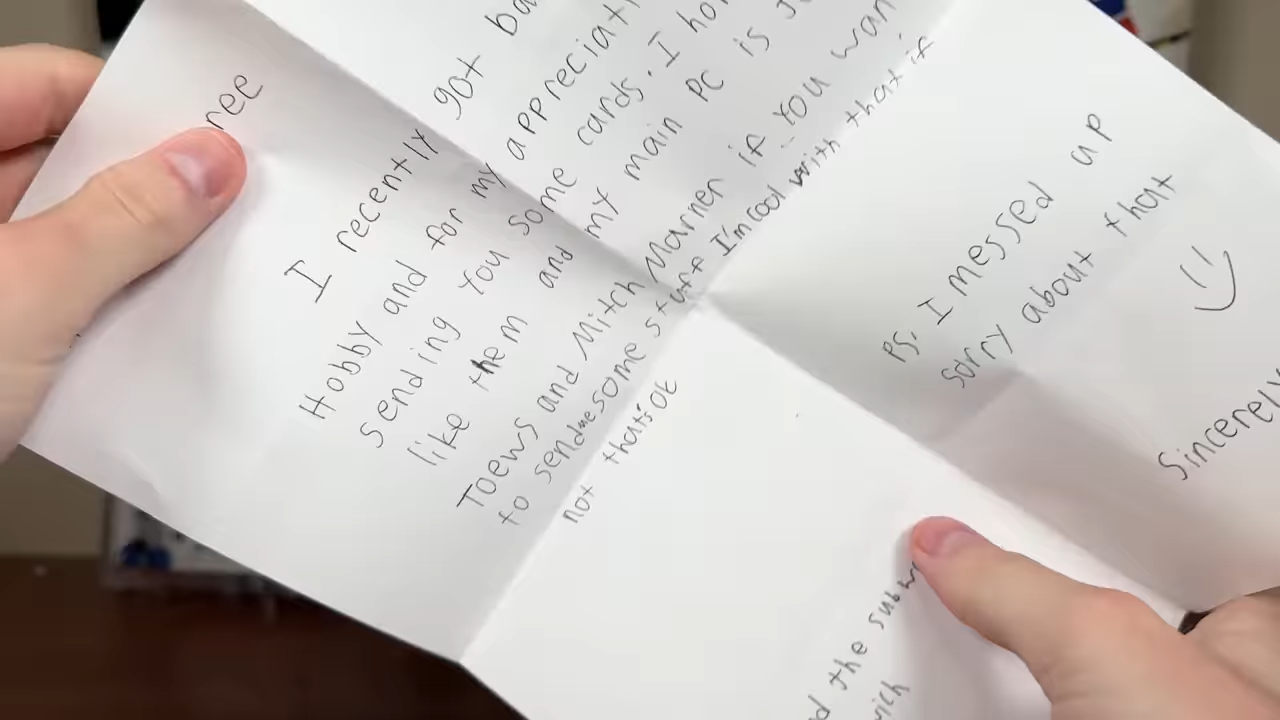 ree
I recently got ba
Hobby and for my appreciati
sending You some cards. I ho
like them and my main PC is J
Toews and Mitch Marner if You wan
to send me some stuff I'm cool with that if
not that's ok
Ps, I messed up
sorry about that
Sincerely
d the subw
wich